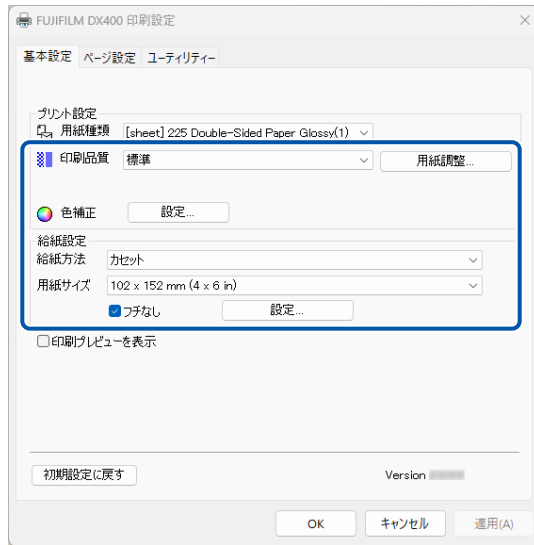 FUJIFILM DX400 印刷設定
基本設定 ページ設定 ユーティリティー
プリント設定
用紙種類 [sheet] 225 Double-Sided Paper Glossy(1)
印刷品質 標準 用紙調整...
色補正 設定...
給紙設定
給紙方法 カセット
用紙サイズ 102 x 152 mm (4 x 6 in)
フチなし 設定...
印刷プレビューを表示
初期設定に戻す Version
OK キャンセル 適用(A)